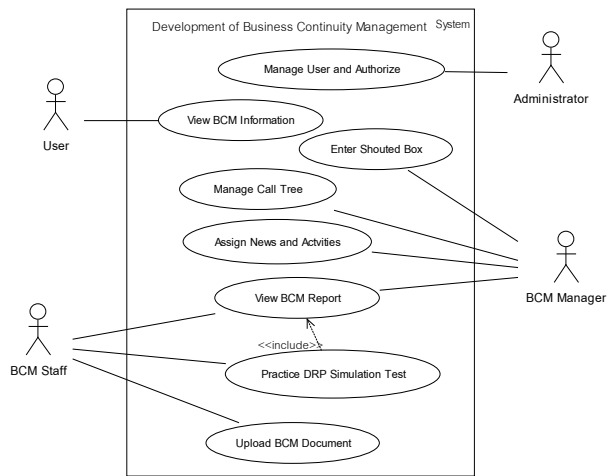 Development of Business Continuity Management System
Manage User and Authorize
Administrator
View BCM Information
User
Enter Shouted Box
Manage Call Tree
Assign News and Actvities
View BCM Report
BCM Manager
<<include>>
BCM Staff
Practice DRP Simulation Test
Upload BCM Document